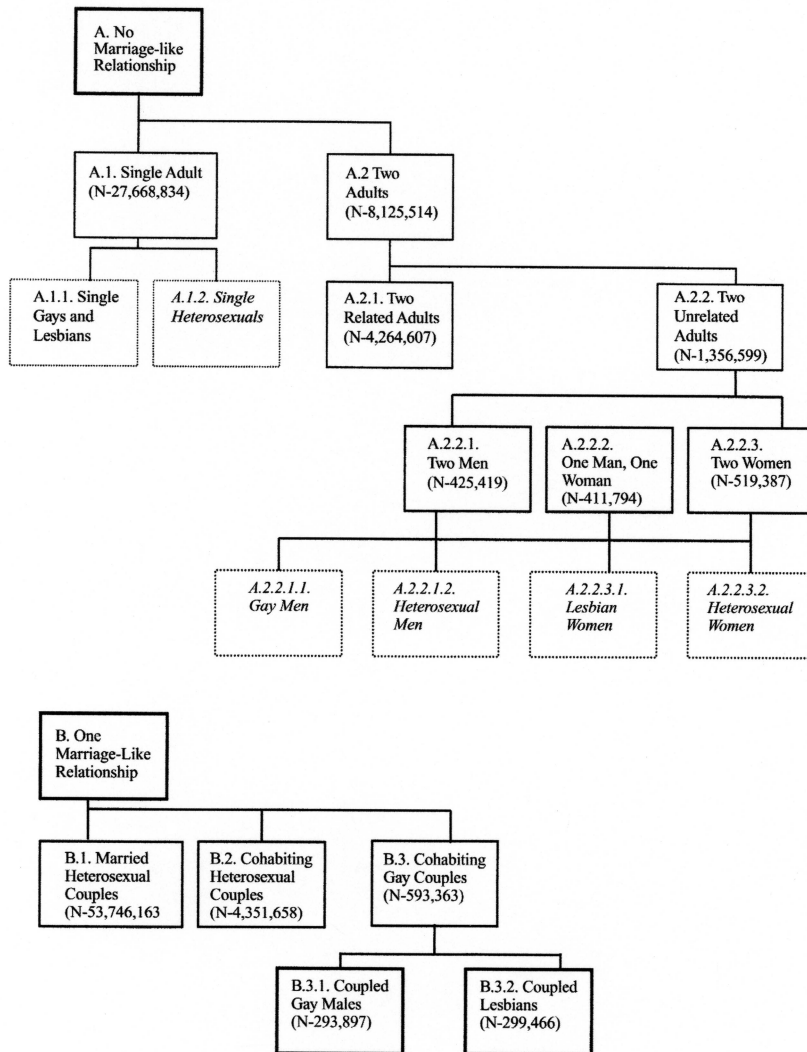 A. No
Marriage-like
Relationship
A.1. Single Adult
(N-27,668,834)
A.2 Two
Adults
(N-8,125,514)
A.1.1. Single
Gays and
Lesbians
A.1.2. Single
Heterosexuals
A.2.1. Two
Related Adults
(N-4,264,607)
A.2.2. Two
Unrelated
Adults
(N-1,356,599)
A.2.2.1.
Two Men
(N-425,419)
A.2.2.2.
One Man, One
Woman
(N-411,794)
A.2.2.3.
Two Women
(N-519,387)
A.2.2.1.1.
Gay Men
A.2.2.1.2.
Heterosexual
Men
A.2.2.3.1.
Lesbian
Women
A.2.2.3.2.
Heterosexual
Women
B. One
Marriage-Like
Relationship
B.1. Married
Heterosexual
Couples
(N-53,746,163
B.2. Cohabiting
Heterosexual
Couples
(N-4,351,658)
B.3. Cohabiting
Gay Couples
(N-593,363)
B.3.1. Coupled
Gay Males
(N-293,897)
B.3.2. Coupled
Lesbians
(N-299,466)